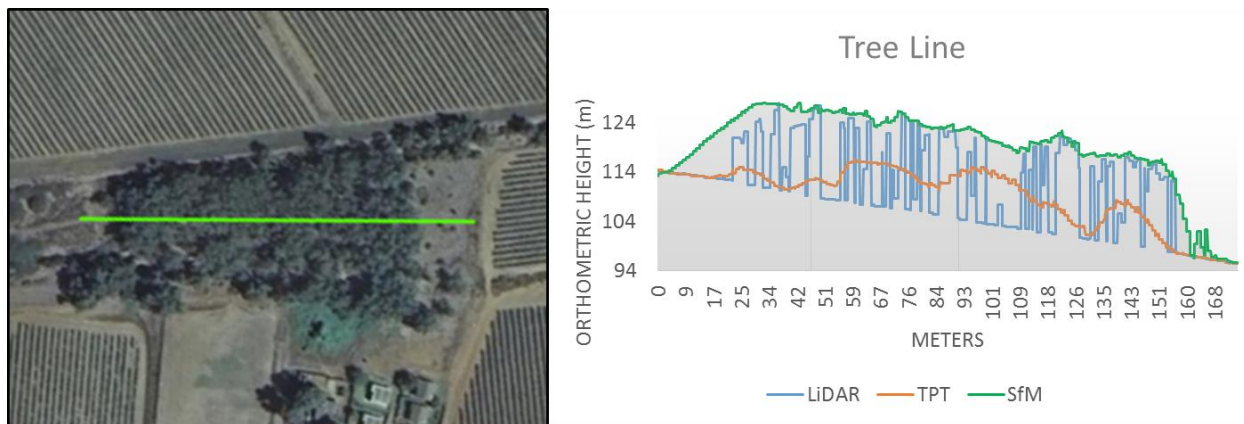 Tree Line
ORTHOMETRIC HEIGHT (m)
124
114
104
94
0 9 17 25 34 42 51 59 67 76 84 93 101 109 118 126 135 143 151 160 168
METERS
LiDAR TPT SfM